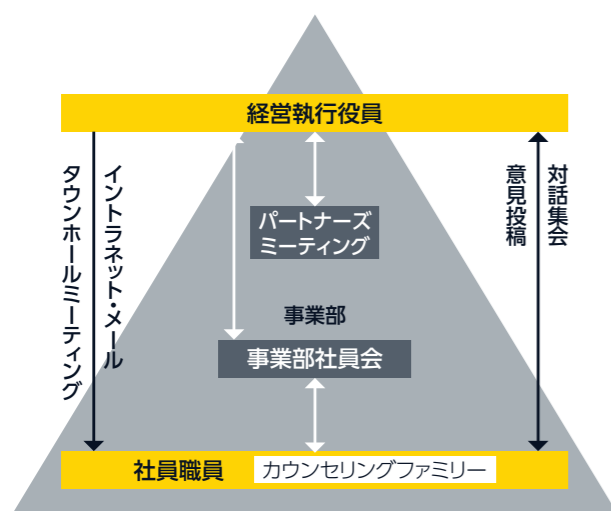 経営執行役員
イントラネット・メール
タウンホールミーティング
対話集会
意見投稿
パートナーズ
ミーティング
事業部
事業部社員会
社員職員
カウンセリングファミリー